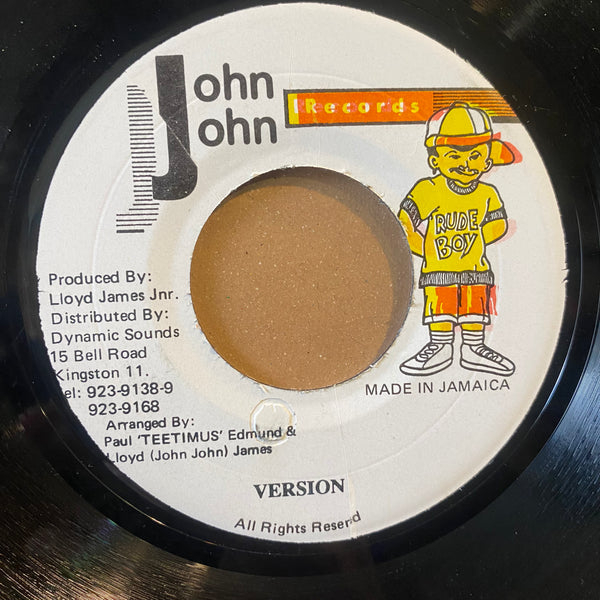 John
John
Records
RUDE
BOY
Produced By:
Lloyd James Jnr.
Distributed By:
Dynamic Sounds
15 Bell Road
Kingston 11.
el: 923-9138-9
923-9168
MADE IN JAMAICA
Arranged By:
Paul 'TEETIMUS' Edmund &
Lloyd (John John) James
VERSION
All Rights Reserd